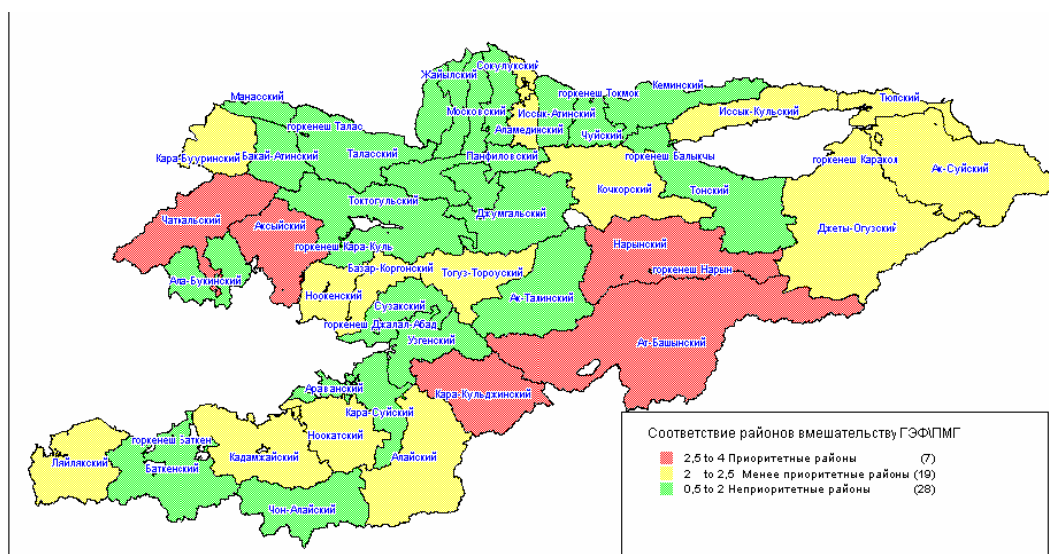 Сокулукский
Жайылский
Кеминский
Манасский
горкенеш Токмок
Тюпский
Московский
Иссык-Атинский
Иссык-Кульский
горкенеш Талас
Аламединский
Чуйский
Кара-Бууринский
Бакай-Атинский
Таласский
Панфиловский
горкенеш Балыкчы
горкенеш Каракол
Ак-Суйский
Кочкорский
Тонский
Токтогульский
Джумгальский
Чаткальский
Аксыйский
Джеты-Огузский
горкенеш Кара-Куль
Нарынский
Базар-Коргонский
Тогуз-Тороуский
горкенеш Нарын
Ала-Букинский
Ноокенский
Сузакский
Ак-Талинский
горкенеш Джалал-Абад
Узгенский
Ат-Башынский
Араванский
Кара-Кульджинский
Кара-Суйский
горкенеш Баткен
Ноокатский
Ляйлякский
Баткенский
Кадамжайский
Алайский
Чон-Алайский
Соответствие районов вмешательству ГЭФ\ПМГ
2,5 to 4 Приоритетные районы (7)
2 to 2,5 Менее приоритетные районы (19)
0,5 to 2 Неприоритетные районы (28)